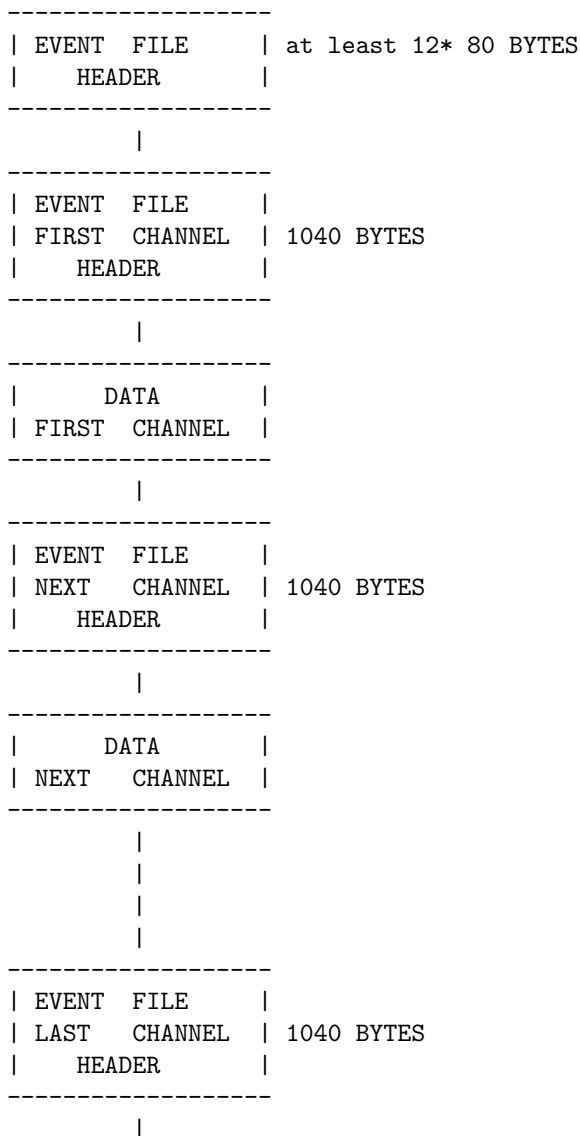 -------------------
| EVENT  FILE     | at least 12* 80 BYTES
|    HEADER       |
-------------------
         |
-------------------
| EVENT  FILE     |
| FIRST  CHANNEL  | 1040 BYTES
|    HEADER       |
-------------------
         |
-------------------
|      DATA       |
| FIRST  CHANNEL  |
-------------------
         |
-------------------
| EVENT  FILE     |
| NEXT   CHANNEL  | 1040 BYTES
|    HEADER       |
-------------------
         |
-------------------
|      DATA       |
| NEXT   CHANNEL  |
-------------------
         |
         |
         |
         |
-------------------
| EVENT  FILE     |
| LAST   CHANNEL  | 1040 BYTES
|    HEADER       |
-------------------
         |